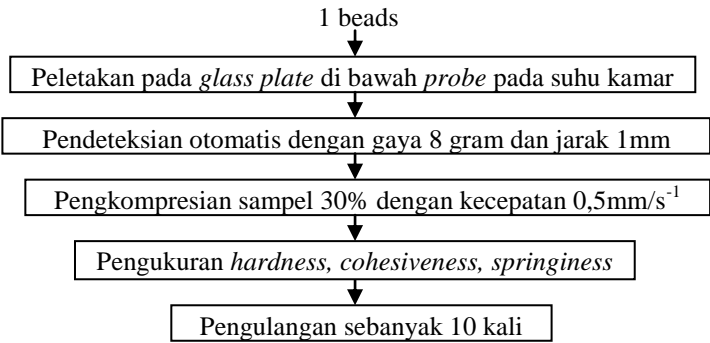 1 beads
Peletakan pada glass plate di bawah probe pada suhu kamar
Pendeteksian otomatis dengan gaya 8 gram dan jarak 1mm
Pengkompresian sampel 30% dengan kecepatan 0,5mm/s⁻¹
Pengukuran hardness, cohesiveness, springiness
Pengulangan sebanyak 10 kali